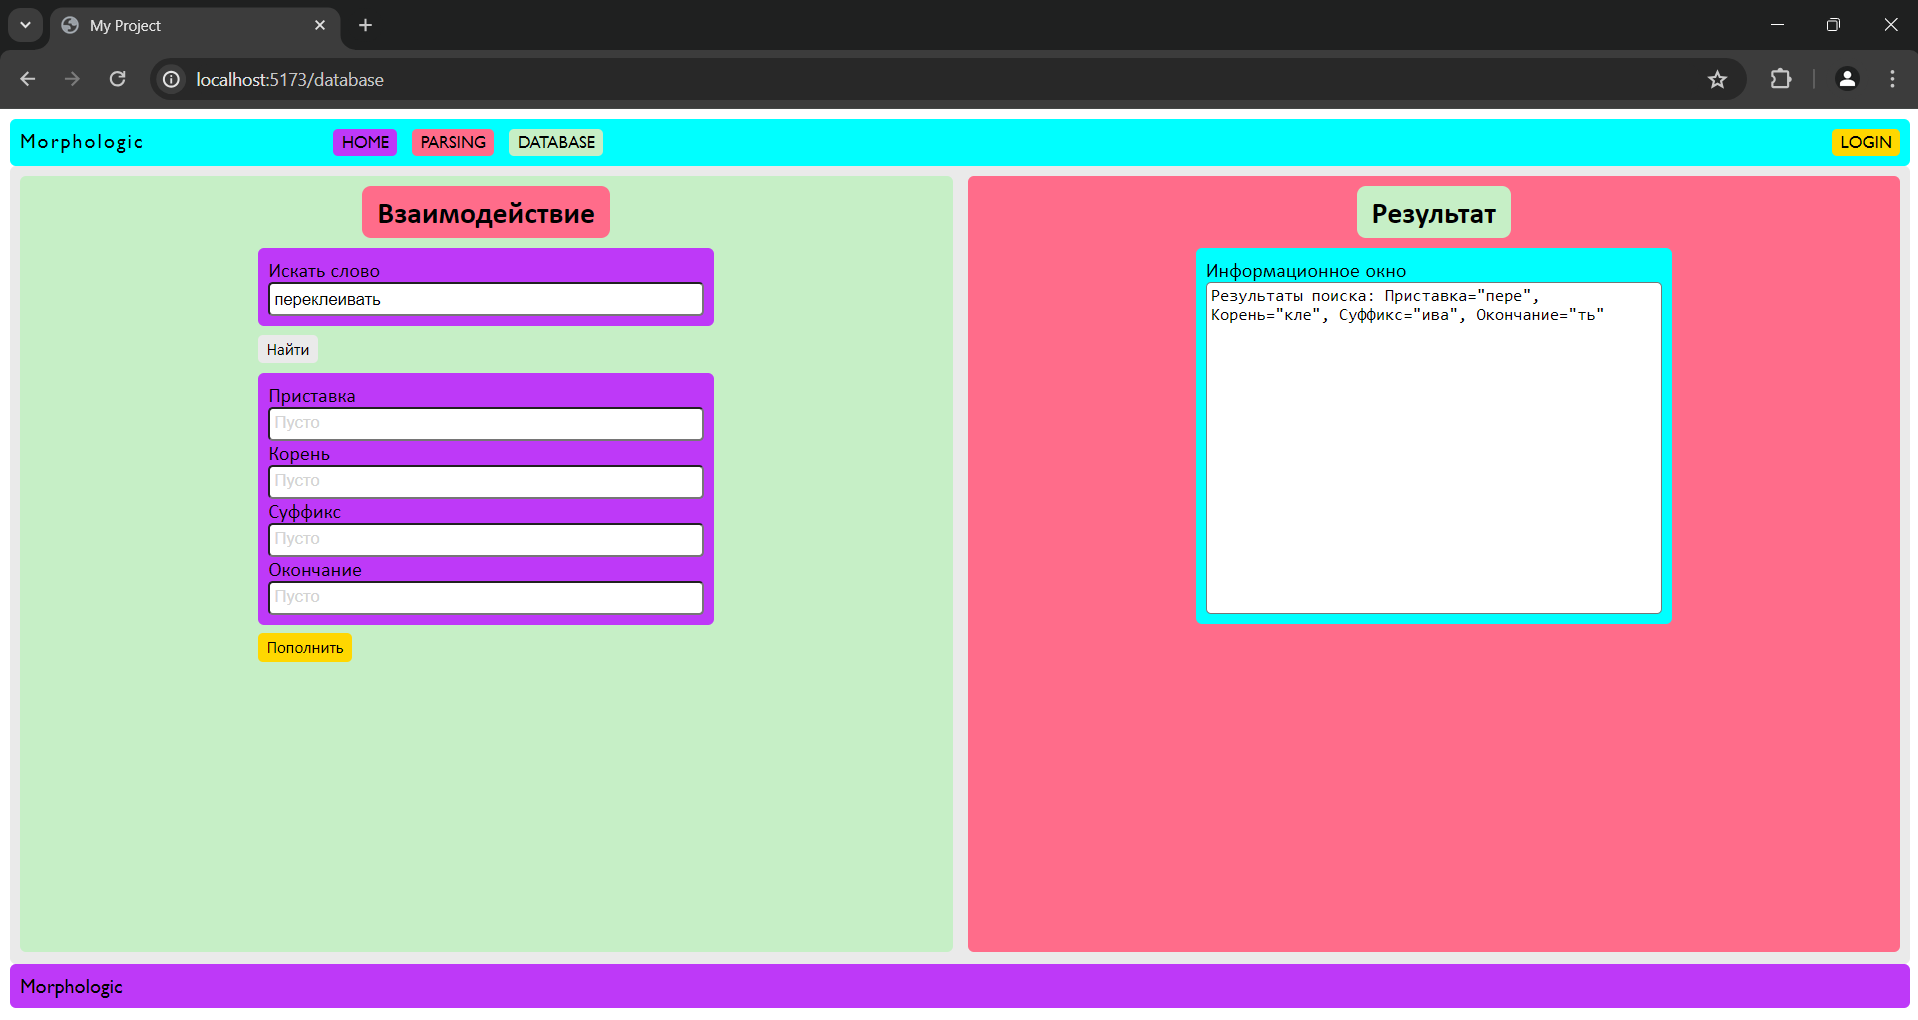 My Project
localhost:5173/database
Morphologic
HOME
PARSING
DATABASE
LOGIN
Взаимодействие
Искать слово
переклеивать
Найти
Приставка
Пусто
Корень
Пусто
Суффикс
Пусто
Окончание
Пусто
Пополнить
Результат
Информационное окно
Результаты поиска: Приставка="пере",
Корень="кле", Суффикс="ива", Окончание="ть"
Morphologic